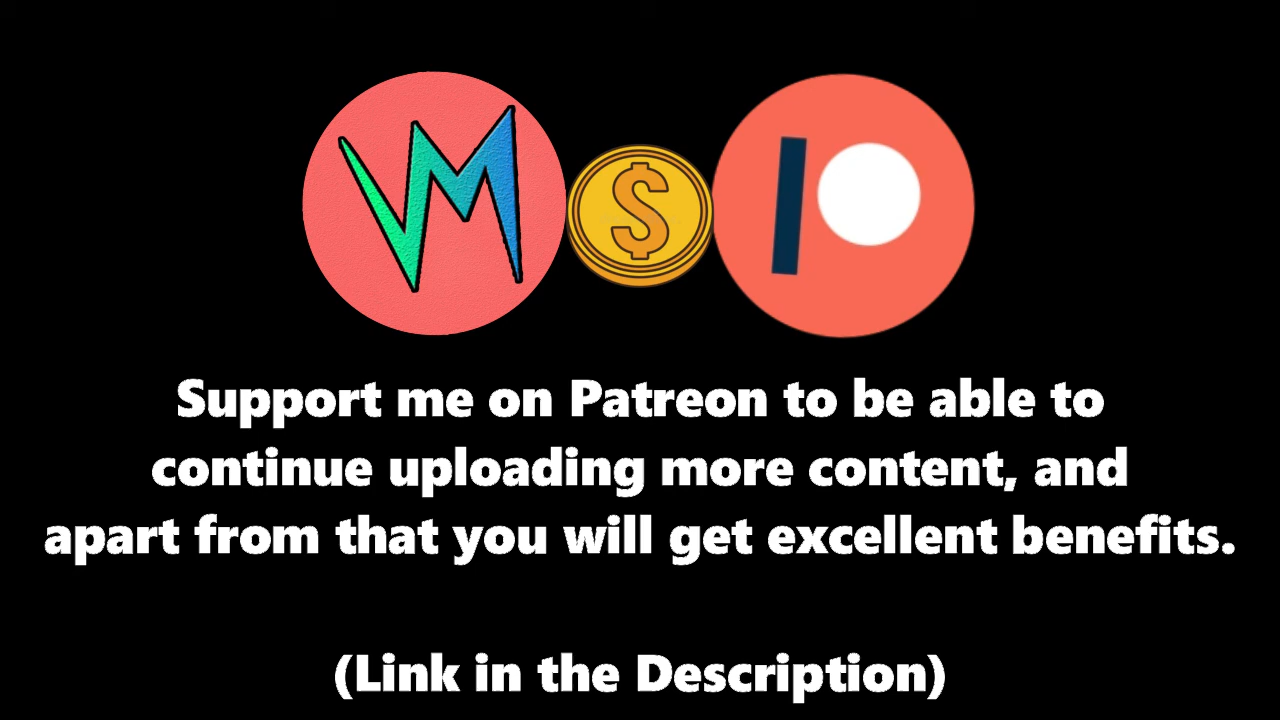 VM
$
Support me on Patreon to be able to
continue uploading more content, and
apart from that you will get excellent benefits.
(Link in the Description)